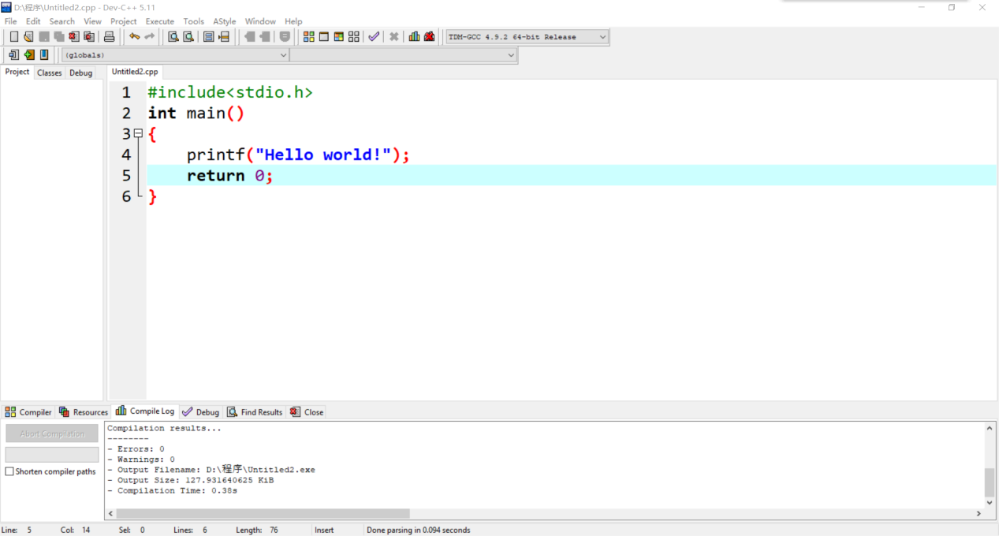 D:\程序\Untitled2.cpp - Dev-C++ 5.11
File Edit Search View Project Execute Tools AStyle Window Help
TDM-GCC 4.9.2 64-bit Release
(globals)
Project Classes Debug Untitled2.cpp
1 #include<stdio.h>
2 int main()
3 {
4 printf("Hello world!");
5 return 0;
6 }
Compiler Resources Compile Log Debug Find Results Close
Abort Compilation
Shorten compiler paths
Compilation results...
--------
- Errors: 0
- Warnings: 0
- Output Filename: D:\程序\Untitled2.exe
- Output Size: 127.931640625 KiB
- Compilation Time: 0.38s
Line: 5 Col: 14 Sel: 0 Lines: 6 Length: 76 Insert Done parsing in 0.094 seconds